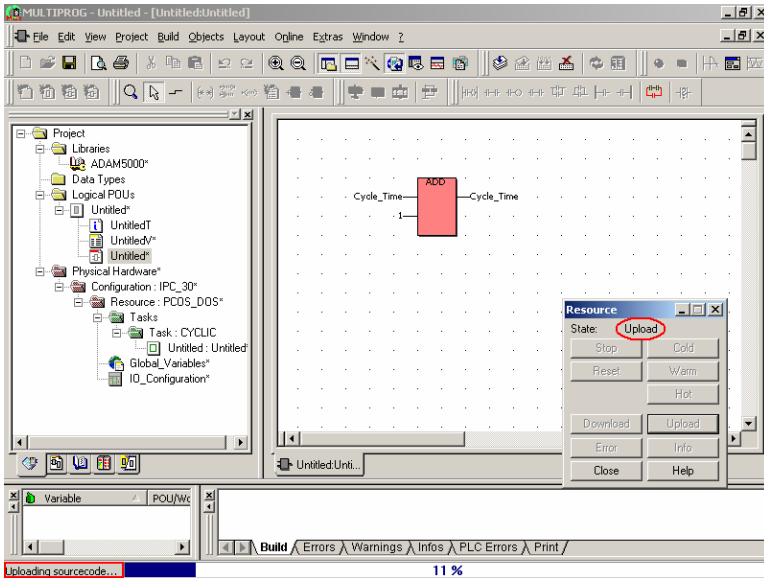 MULTIPROG - Untitled - [Untitled:Untitled]
File Edit View Project Build Objects Layout Online Extras Window ?
Project
Libraries
ADAM5000*
Data Types
Logical POUs
Untitled*
UntitledT
UntitledV*
Untitled*
Physical Hardware*
Configuration : IPC_30*
Resource : PCOS_DOS*
Tasks
Task : CYCLIC
Untitled : Untitled*
Global_Variables*
IO_Configuration*
ADD
Cycle_Time
Cycle_Time
1
Resource
State: Upload
Stop Cold
Reset Warm
Hot
Download Upload
Error Info
Close Help
Untitled:Unti...
Variable POU/Wo
Build Errors Warnings Infos PLC Errors Print
Uploading sourcecode... 11 %